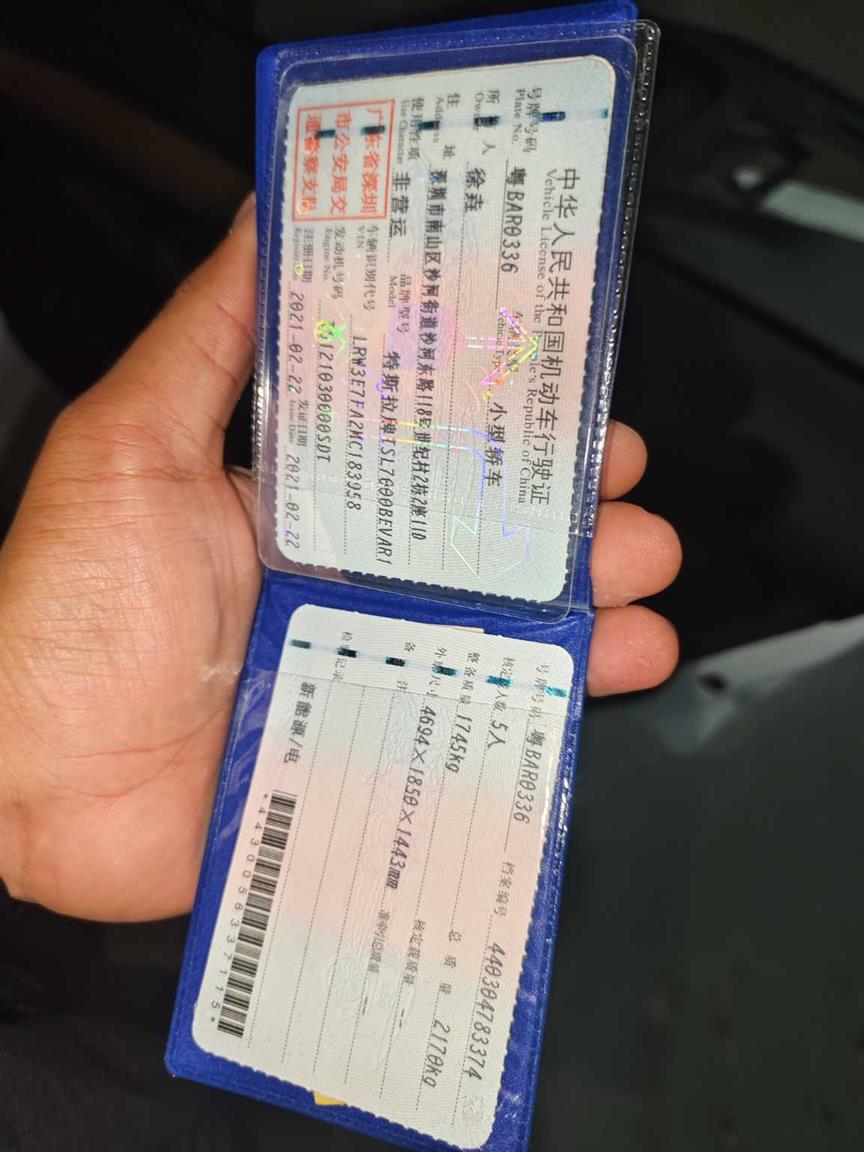 中华人民共和国机动车行驶证
Vehicle License of the People's Republic of China
号牌号码 粤BAR0336 车辆类型 小型轿车
Plate No. Vehicle Type
所有人 徐垚
Owner
住址 深圳市南山区沙河街道沙河东路118号世纪村2栋2座11D
Address
使用性质 非营运 品牌型号 特斯拉牌TSL7000BEVAR1
Use Character Model
广东省深圳
市公安局交
通警察支队
车辆识别代号 LRW3E7FA2MC183958
VIN
发动机号码 TG121030000SDT
Engine No.
注册日期 2021-02-22 发证日期 2021-02-22
Register Date Issue Date
号牌号码 粤BAR0336 档案编号 440304783374
核定载人数 5人 总质量 2170kg
整备质量 1745kg 核定载质量 --
外廓尺寸 4694×1850×1443mm 准牵引总质量 --
备注
检验记录
新能源/电
*4430056337115*